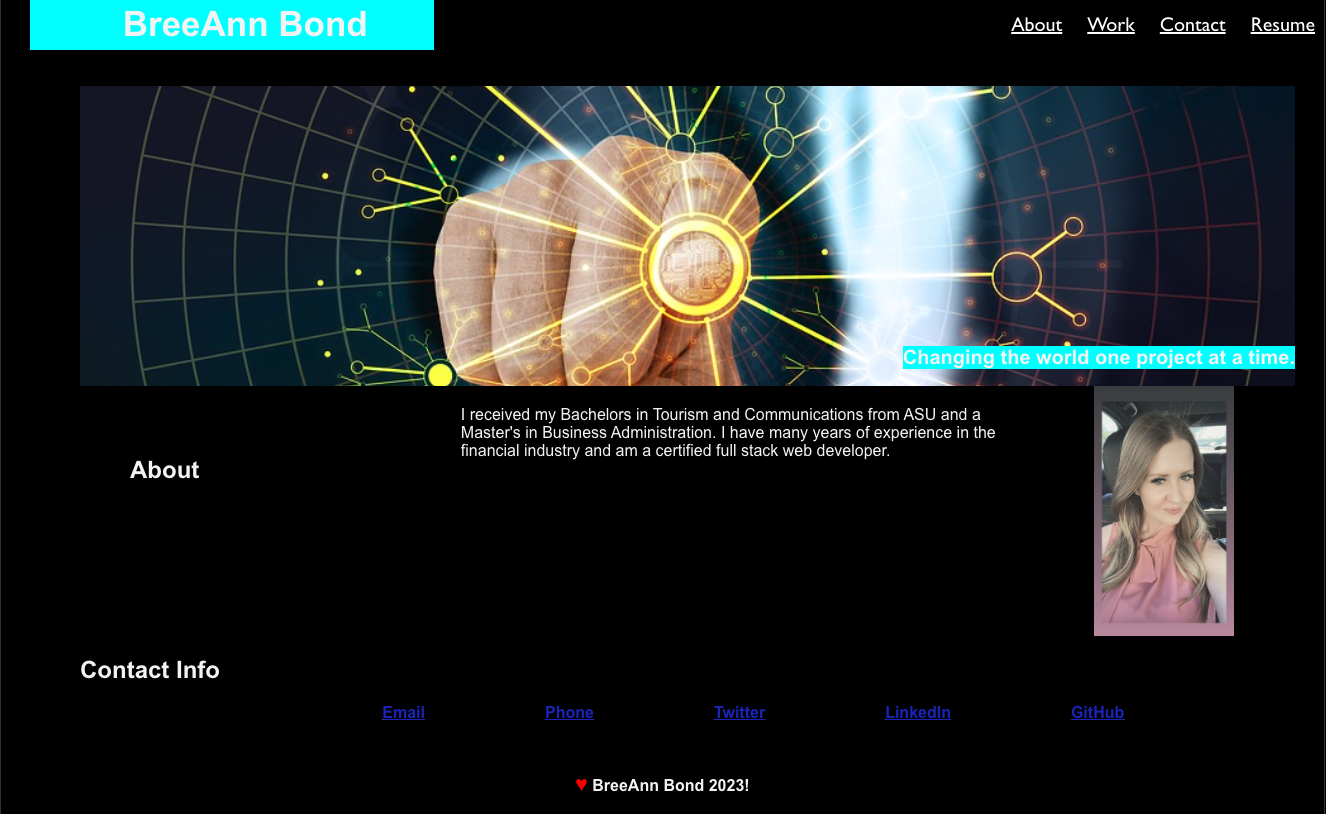 BreeAnn Bond
About Work Contact Resume
Changing the world one project at a time.
About
I received my Bachelors in Tourism and Communications from ASU and a
Master's in Business Administration. I have many years of experience in the
financial industry and am a certified full stack web developer.
Contact Info
Email Phone Twitter LinkedIn GitHub
♥ BreeAnn Bond 2023!